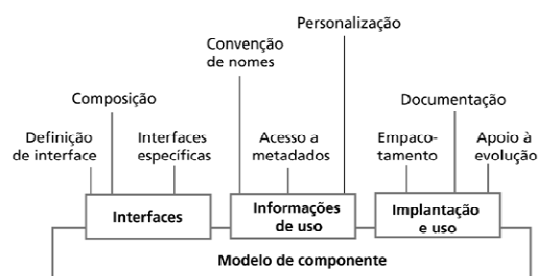 Personalização
Convenção
de nomes
Composição
Documentação
Definição
de interface
Interfaces
específicas
Acesso a
metadados
Empaco-
tamento
Apoio à
evolução
Interfaces
Informações
de uso
Implantação
e uso
Modelo de componente